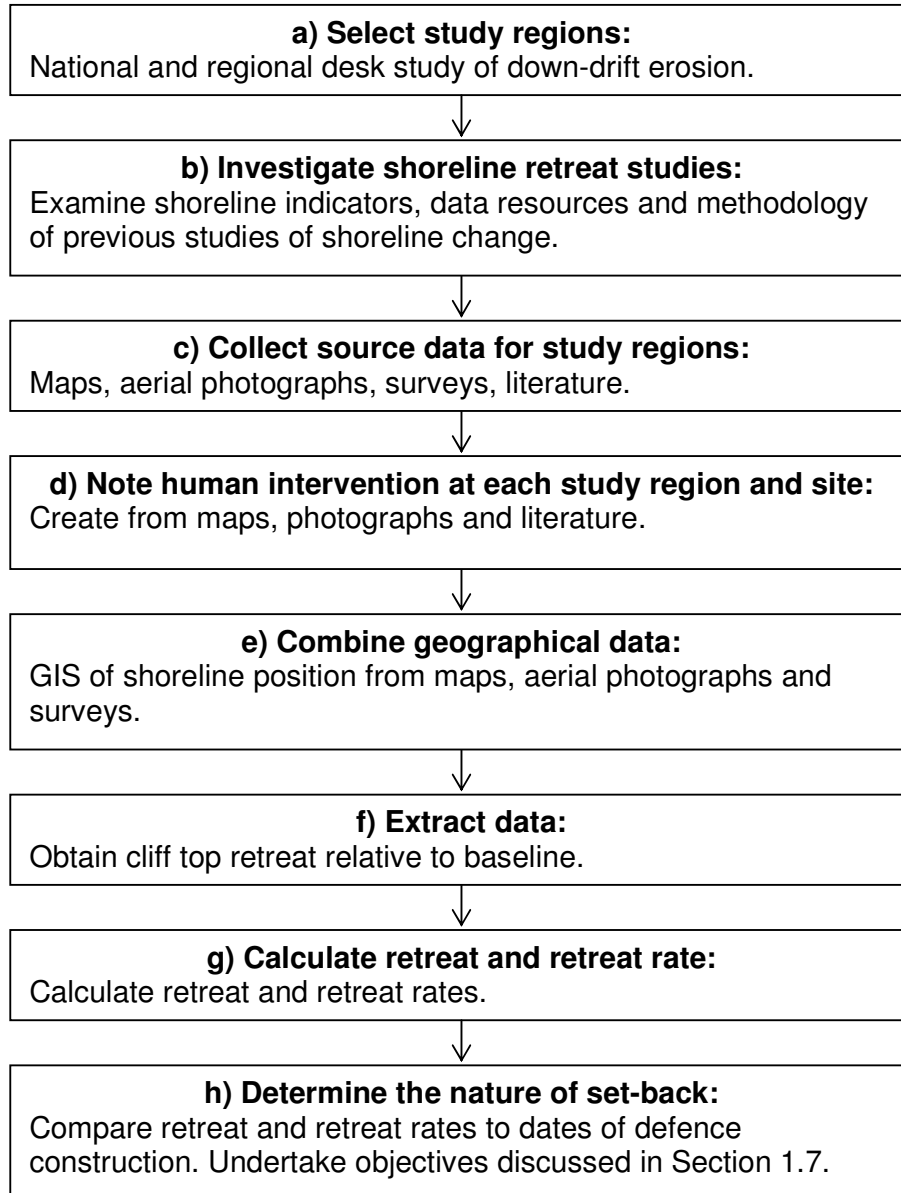 a) Select study regions:
National and regional desk study of down-drift erosion.
b) Investigate shoreline retreat studies:
Examine shoreline indicators, data resources and methodology
of previous studies of shoreline change.
c) Collect source data for study regions:
Maps, aerial photographs, surveys, literature.
d) Note human intervention at each study region and site:
Create from maps, photographs and literature.
e) Combine geographical data:
GIS of shoreline position from maps, aerial photographs and
surveys.
f) Extract data:
Obtain cliff top retreat relative to baseline.
g) Calculate retreat and retreat rate:
Calculate retreat and retreat rates.
h) Determine the nature of set-back:
Compare retreat and retreat rates to dates of defence
construction. Undertake objectives discussed in Section 1.7.